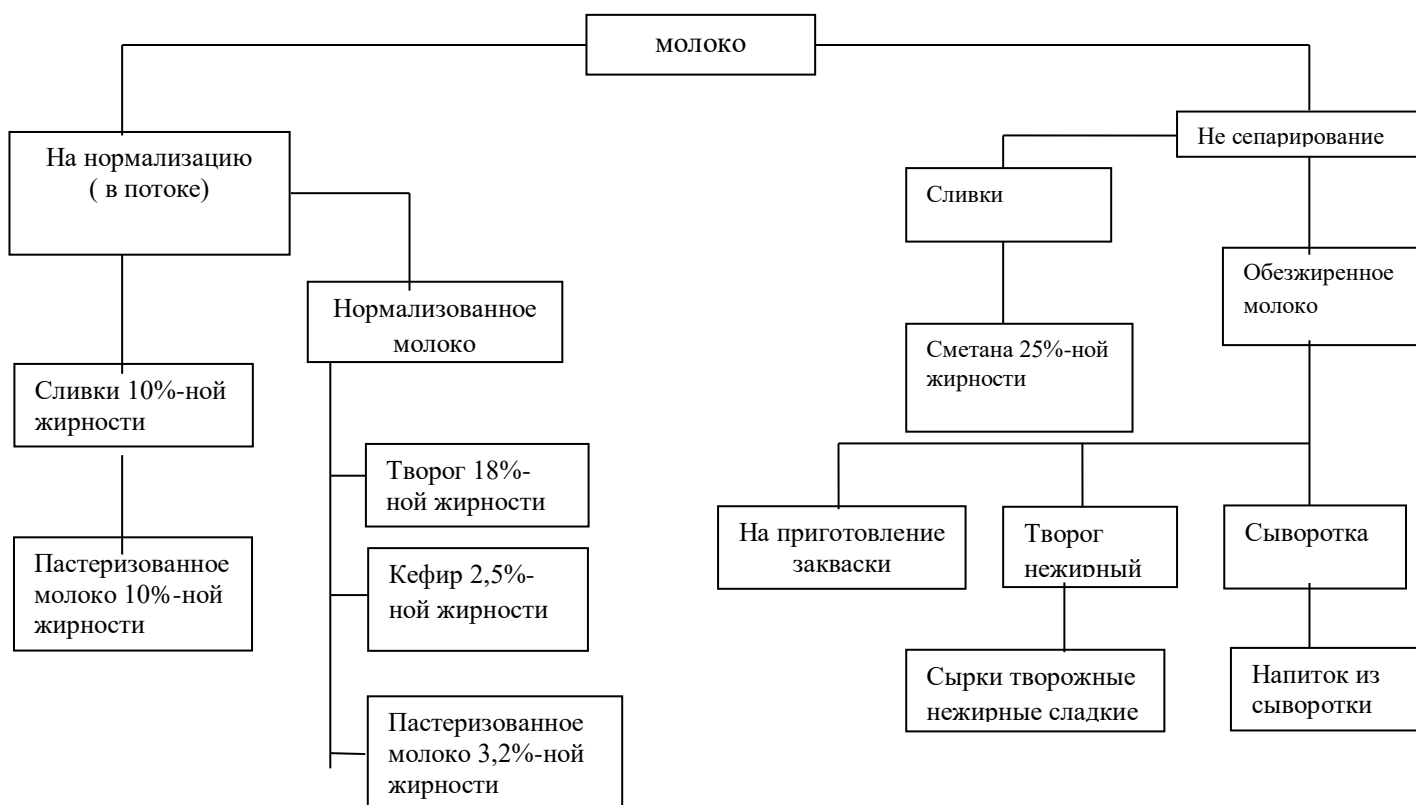 молоко
На нормализацию
( в потоке)
Не сепарирование
Сливки
Обезжиренное
молоко
Нормализованное
молоко
Сметана 25%-ной
жирности
Сливки 10%-ной
жирности
Творог 18%-
ной жирности
На приготовление
закваски
Творог
нежирный
Сыворотка
Пастеризованное
молоко 10%-ной
жирности
Кефир 2,5%-
ной жирности
Сырки творожные
нежирные сладкие
Напиток из
сыворотки
Пастеризованное
молоко 3,2%-ной
жирности